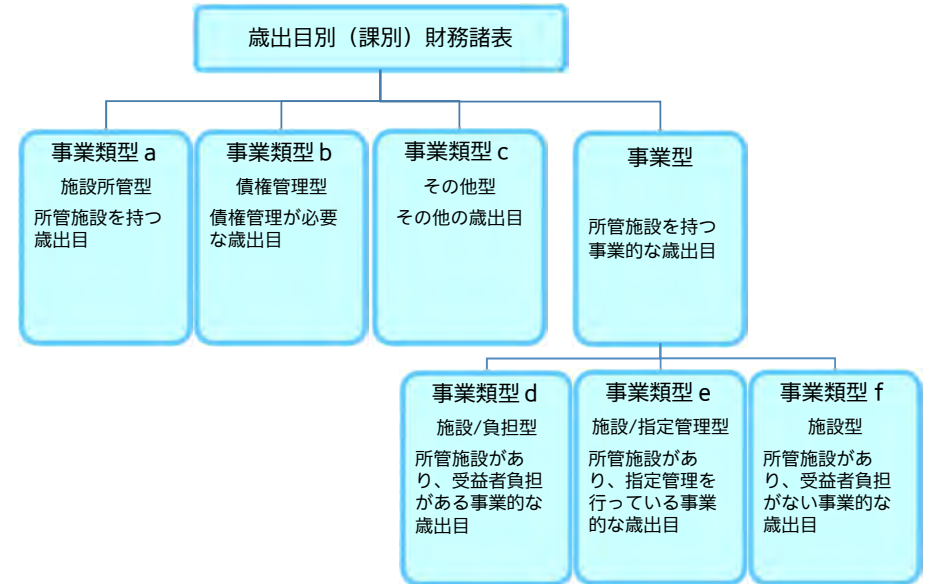 歳出目別（課別）財務諸表
事業類型 a
施設所管型
所管施設を持つ
歳出目
事業類型 b
債権管理型
債権管理が必要
な歳出目
事業類型 c
その他型
その他の歳出目
事業型
所管施設を持つ
事業的な歳出目
事業類型 d
施設/負担型
所管施設があ
り、受益者負担
がある事業的な
歳出目
事業類型 e
施設/指定管理型
所管施設があ
り、指定管理を
行っている事業
的な歳出目
事業類型 f
施設型
所管施設があ
り、受益者負担
がない事業的な
歳出目